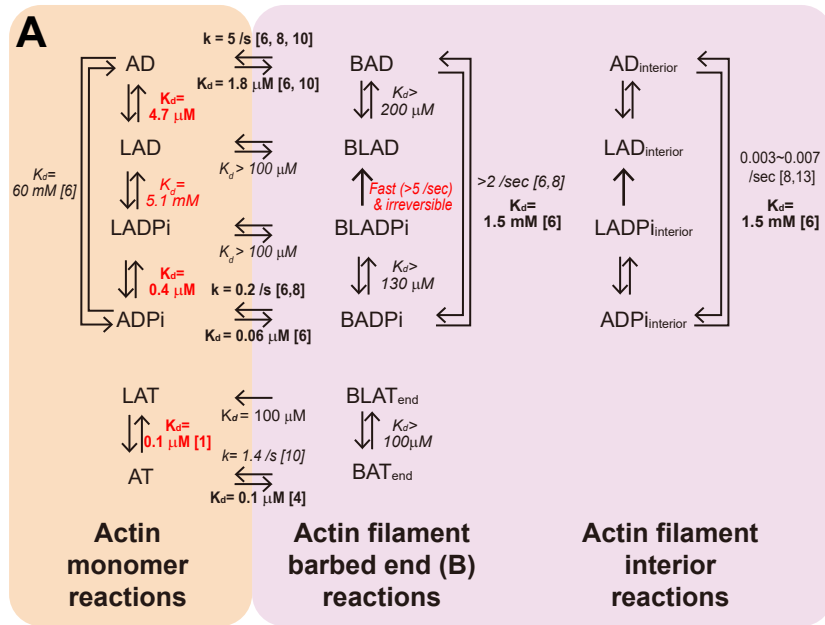 A
k = 5 /s [6, 8, 10]
AD
BAD
ADinterior
Kd = 1.8 μM [6, 10]
Kd=
4.7 μM
Kd>
200 μM
LAD
BLAD
LADinterior
Kd > 100 μM
Kd=
60 mM [6]
Kd=
5.1 mM
Fast (>5 /sec)
& irreversible
>2 /sec [6,8]
Kd=
1.5 mM [6]
0.003~0.007
/sec [8,13]
Kd=
1.5 mM [6]
LADPi
BLADPi
LADPiinterior
Kd > 100 μM
Kd=
0.4 μM
Kd>
130 μM
k = 0.2 /s [6,8]
ADPi
BADPi
ADPiinterior
Kd= 0.06 μM [6]
LAT
BLATend
Kd = 100 μM
Kd=
0.1 μM [1]
Kd>
100μM
k= 1.4 /s [10]
AT
BATend
Kd= 0.1 μM [4]
Actin
monomer
reactions
Actin filament
barbed end (B)
reactions
Actin filament
interior
reactions